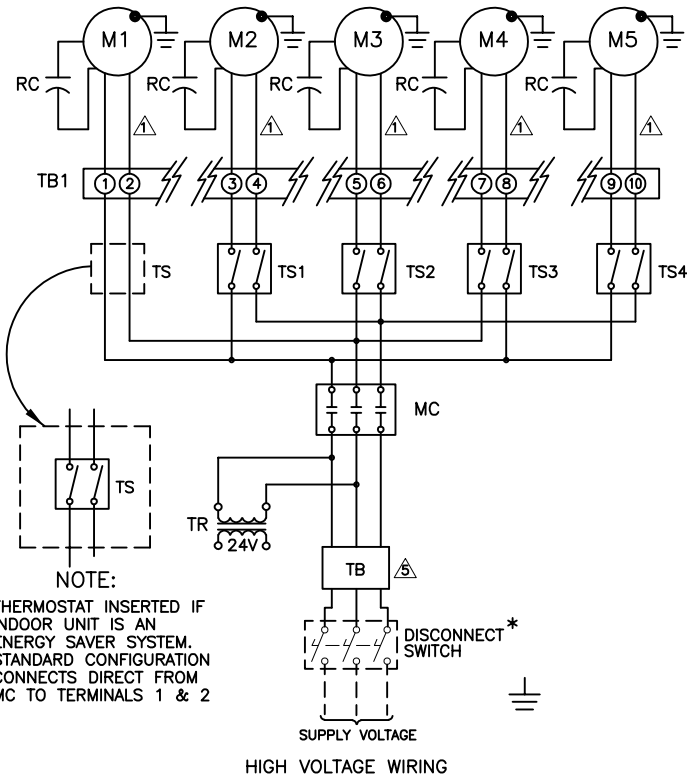 M1 M2 M3 M4 M5
RC RC RC RC RC
1 1 1 1 1
TB1 1 2 3 4 5 6 7 8 9 10
TS TS1 TS2 TS3 TS4
MC
TS
TR
24V
TB 5
NOTE:
THERMOSTAT INSERTED IF
INDOOR UNIT IS AN
ENERGY SAVER SYSTEM.
STANDARD CONFIGURATION
CONNECTS DIRECT FROM
MC TO TERMINALS 1 & 2
DISCONNECT *
SWITCH
SUPPLY VOLTAGE
HIGH VOLTAGE WIRING